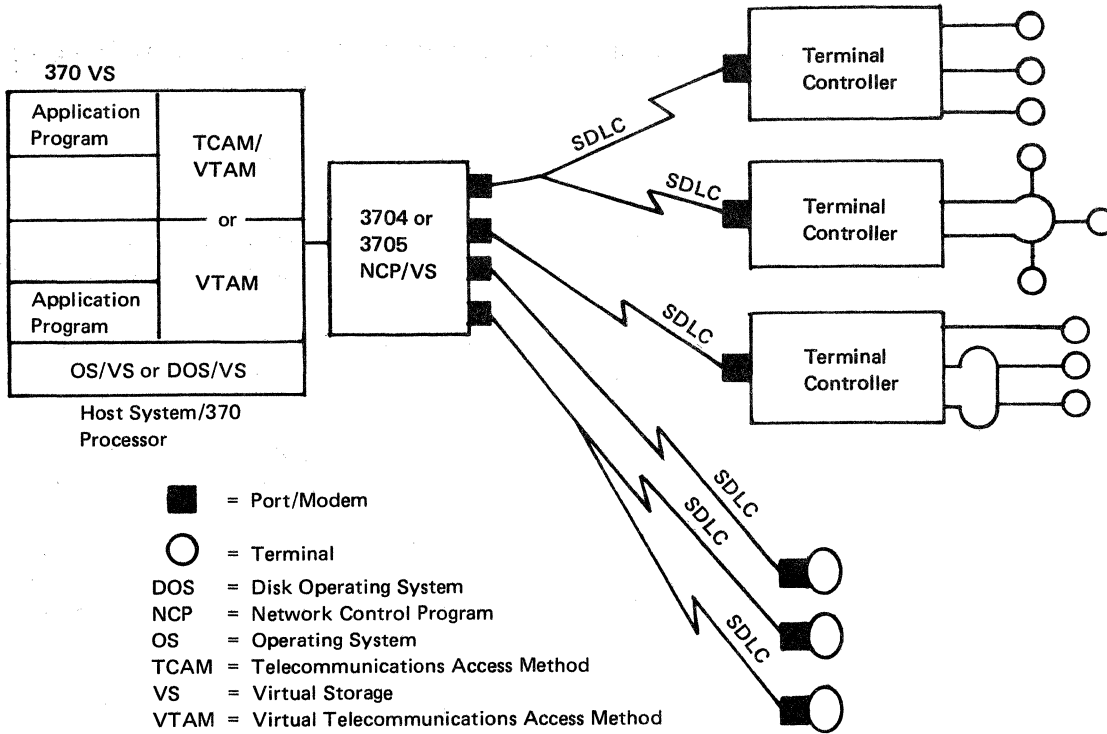 370 VS
Application
Program
TCAM/
VTAM
or
VTAM
Application
Program
OS/VS or DOS/VS
Host System/370
Processor
3704 or
3705
NCP/VS
SDLC
SDLC
SDLC
SDLC
SDLC
SDLC
Terminal
Controller
Terminal
Controller
Terminal
Controller
= Port/Modem
= Terminal
DOS = Disk Operating System
NCP = Network Control Program
OS = Operating System
TCAM = Telecommunications Access Method
VS = Virtual Storage
VTAM = Virtual Telecommunications Access Method